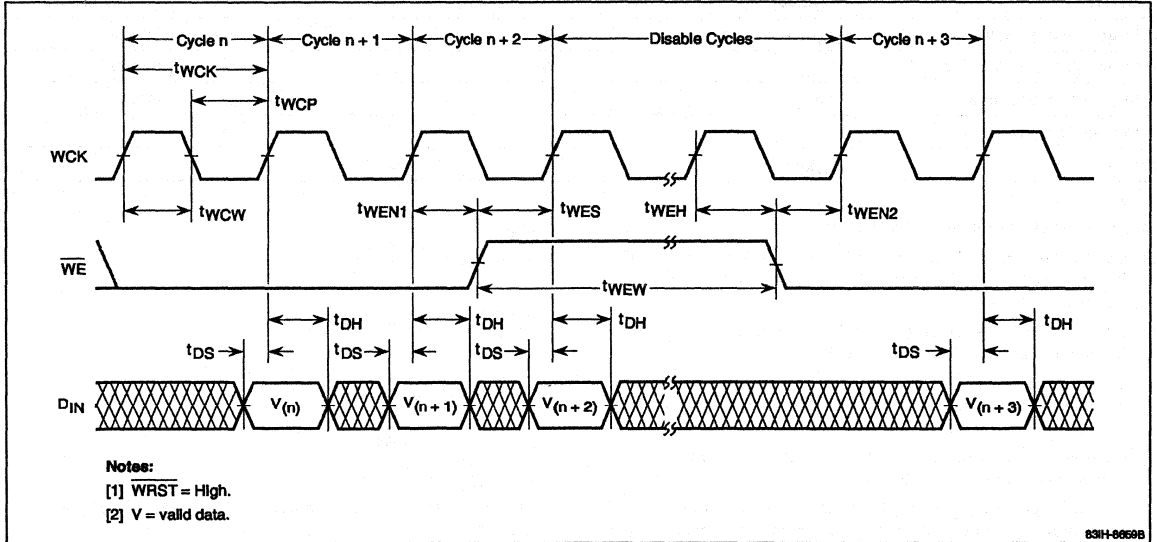 Cycle n Cycle n + 1 Cycle n + 2 Disable Cycles Cycle n + 3
tWCK
tWCP
WCK
tWCW tWEN1 tWES tWEH tWEN2
WE
tWEW
tDH tDH tDH tDH
tDS tDS tDS tDS
DIN V(n) V(n + 1) V(n + 2) V(n + 3)
Notes:
[1] WRST = High.
[2] V = valid data.
83IH-8659B